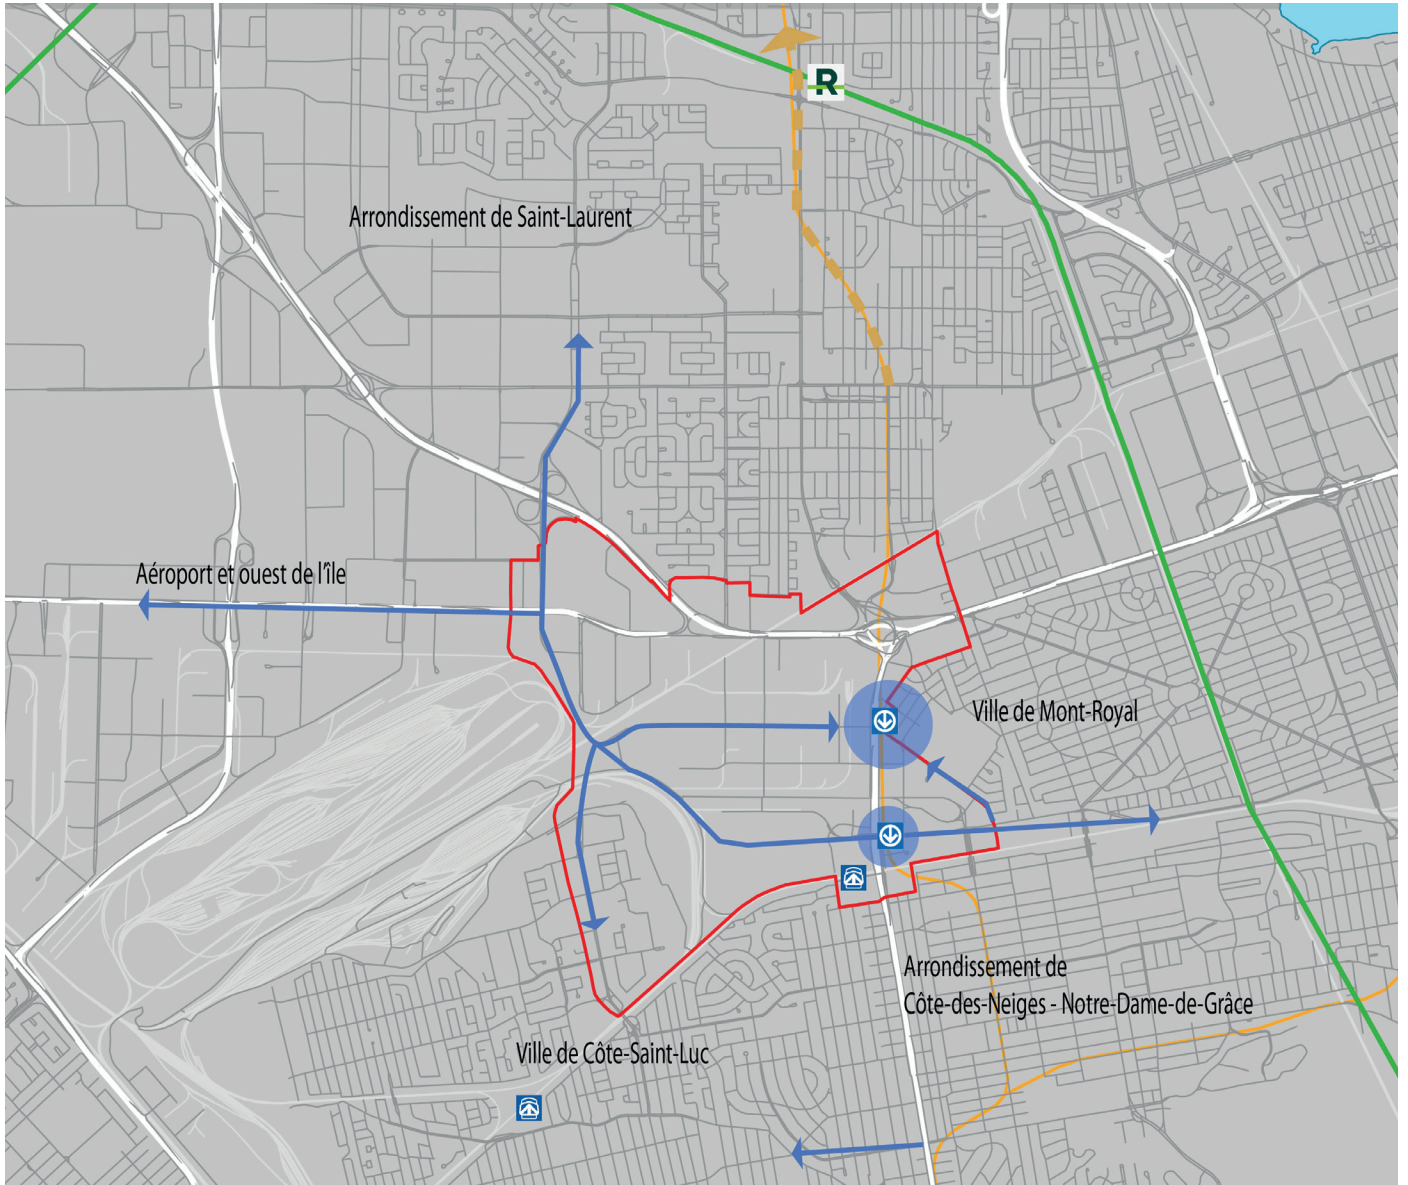 R
Arrondissement de Saint-Laurent
Aéroport et ouest de l'île
Ville de Mont-Royal
Arrondissement de
Côte-des-Neiges - Notre-Dame-de-Grâce
Ville de Côte-Saint-Luc